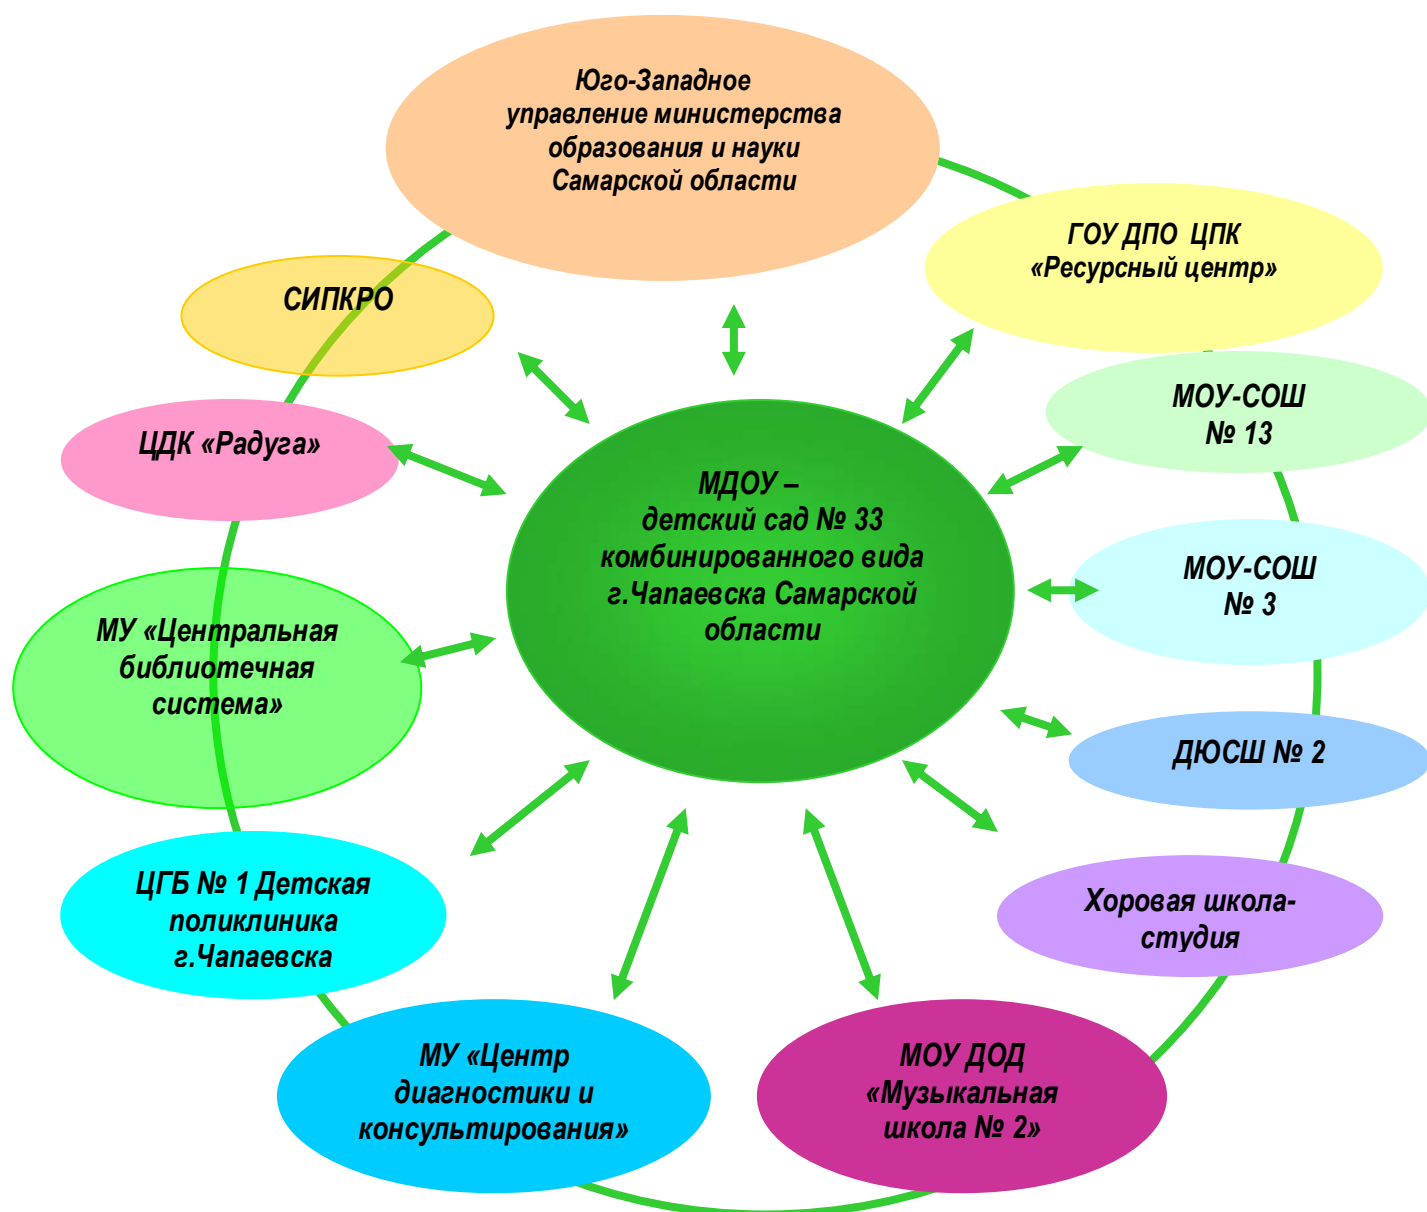 Юго-Западное
управление министерства
образования и науки
Самарской области
ГОУ ДПО ЦПК
«Ресурсный центр»
СИПКРО
МОУ-СОШ
№ 13
ЦДК «Радуга»
МДОУ –
детский сад № 33
комбинированного вида
г.Чапаевска Самарской
области
МОУ-СОШ
№ 3
МУ «Центральная
библиотечная
система»
ДЮСШ № 2
ЦГБ № 1 Детская
поликлиника
г.Чапаевска
Хоровая школа-
студия
МУ «Центр
диагностики и
консультирования»
МОУ ДОД
«Музыкальная
школа № 2»